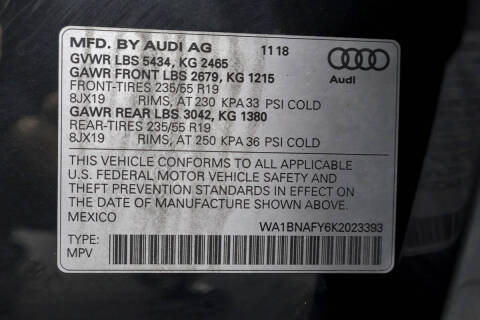 MFD. BY AUDI AG 11 18
GVWR LBS 5434, KG 2465
GAWR FRONT LBS 2679, KG 1215
FRONT-TIRES 235/55 R19
8JX19 RIMS, AT 230 KPA 33 PSI COLD
GAWR REAR LBS 3042, KG 1380
REAR-TIRES 235/55 R19
8JX19 RIMS, AT 250 KPA 36 PSI COLD
Audi
THIS VEHICLE CONFORMS TO ALL APPLICABLE
U.S. FEDERAL MOTOR VEHICLE SAFETY AND
THEFT PREVENTION STANDARDS IN EFFECT ON
THE DATE OF MANUFACTURE SHOWN ABOVE.
MEXICO WA1BNAFY6K2023393
TYPE:
MPV